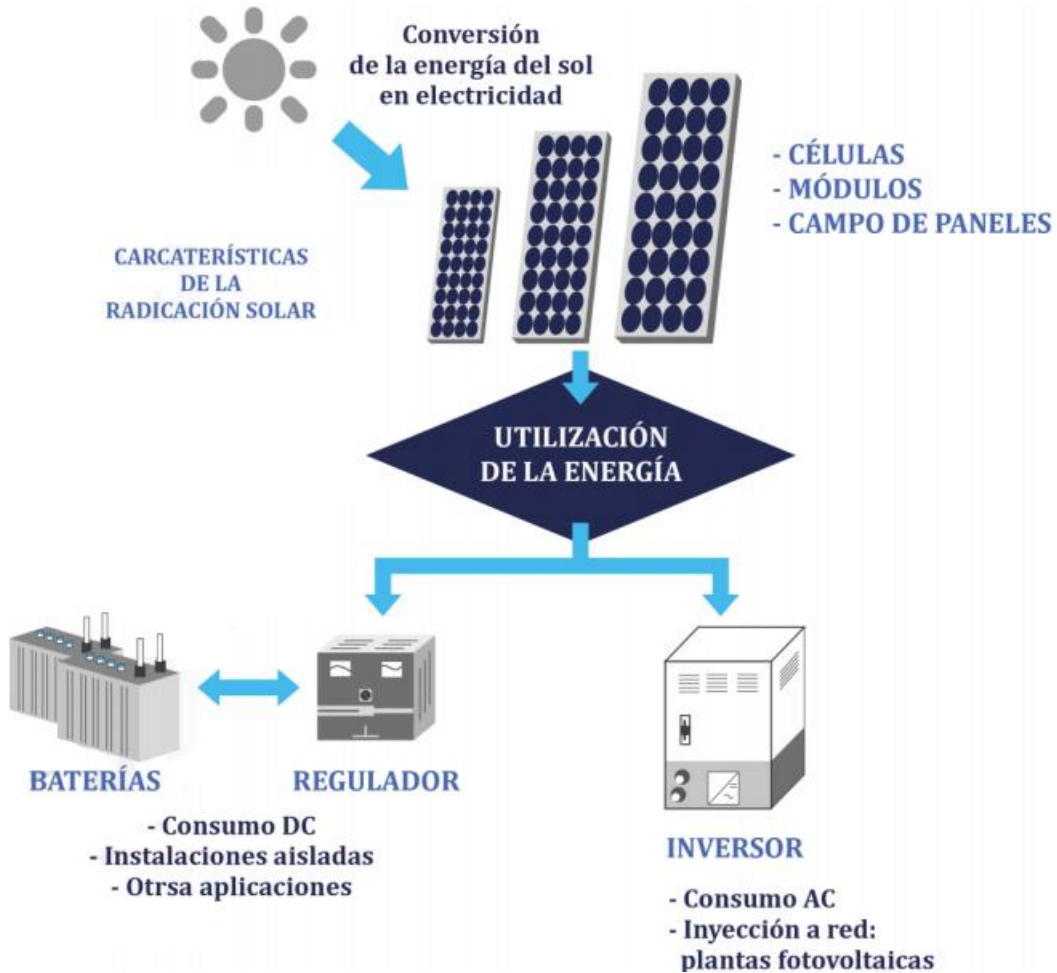 Conversión
de la energía del sol
en electricidad
- CÉLULAS
- MÓDULOS
- CAMPO DE PANELES
CARCATERÍSTICAS
DE LA
RADICACIÓN SOLAR
UTILIZACIÓN
DE LA ENERGÍA
BATERÍAS
REGULADOR
- Consumo DC
- Instalaciones aisladas
- Otrsa aplicaciones
INVERSOR
- Consumo AC
- Inyección a red:
plantas fotovoltaicas